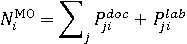 N_i^{MO} = \sum_j P_{ji}^{doc} + P_{ji}^{lab}